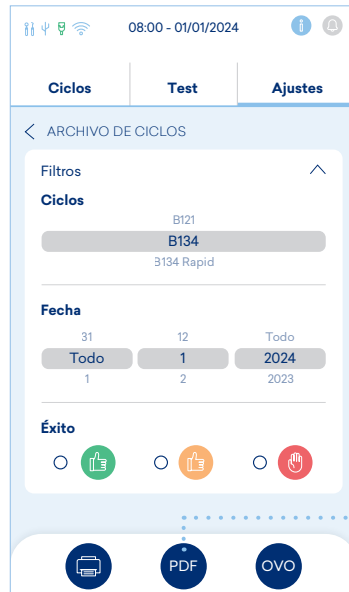 08:00 - 01/01/2024
Ciclos Test Ajustes
ARCHIVO DE CICLOS
Filtros
Ciclos
B121
B134
B134 Rapid
Fecha
31 12 Todo
Todo 1 2024
1 2 2023
Éxito
PDF OVO